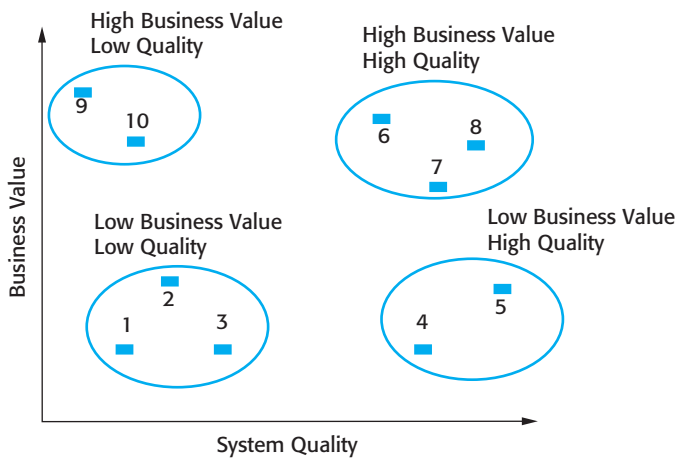 High Business Value
Low Quality
High Business Value
High Quality
9
10
6
8
7
Low Business Value
Low Quality
Low Business Value
High Quality
2
1
3
5
4
Business Value
System Quality